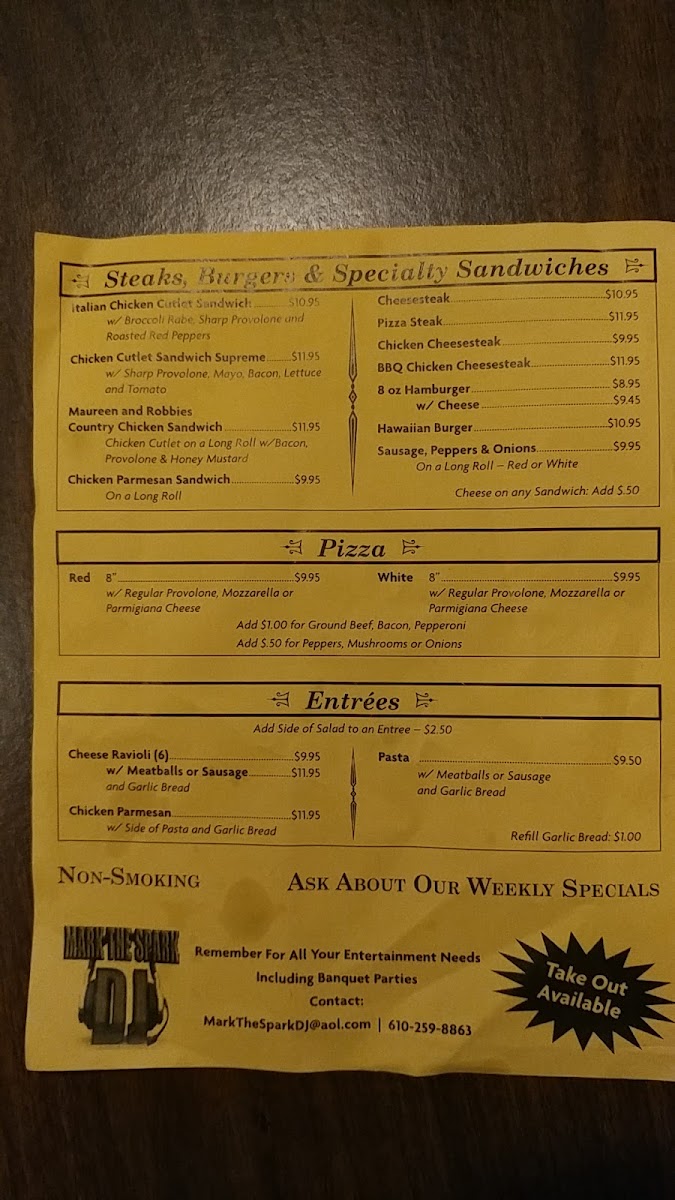 Steaks, Burgers & Specialty Sandwiches
Italian Chicken Cutlet Sandwich $10.95
w/ Broccoli Rabe, Sharp Provolone and
Roasted Red Peppers
Chicken Cutlet Sandwich Supreme $11.95
w/ Sharp Provolone, Mayo, Bacon, Lettuce
and Tomato
Maureen and Robbies
Country Chicken Sandwich $11.95
Chicken Cutlet on a Long Roll w/Bacon,
Provolone & Honey Mustard
Chicken Parmesan Sandwich $9.95
On a Long Roll
Cheesesteak $10.95
Pizza Steak $11.95
Chicken Cheesesteak $9.95
BBQ Chicken Cheesesteak $11.95
8 oz Hamburger $8.95
w/ Cheese $9.45
Hawaiian Burger $10.95
Sausage, Peppers & Onions $9.95
On a Long Roll – Red or White
Cheese on any Sandwich: Add $.50
Pizza
Red 8" $9.95
w/ Regular Provolone, Mozzarella or
Parmigiana Cheese
White 8" $9.95
w/ Regular Provolone, Mozzarella or
Parmigiana Cheese
Add $1.00 for Ground Beef, Bacon, Pepperoni
Add $.50 for Peppers, Mushrooms or Onions
Entrées
Add Side of Salad to an Entree – $2.50
Cheese Ravioli (6) $9.95
w/ Meatballs or Sausage $11.95
and Garlic Bread
Chicken Parmesan $11.95
w/ Side of Pasta and Garlic Bread
Pasta $9.50
w/ Meatballs or Sausage
and Garlic Bread
Refill Garlic Bread: $1.00
Non-Smoking
Ask About Our Weekly Specials
MARK THE SPARK
DJ
Remember For All Your Entertainment Needs
Including Banquet Parties
Contact:
MarkTheSparkDJ@aol.com | 610-259-8863
Take Out
Available